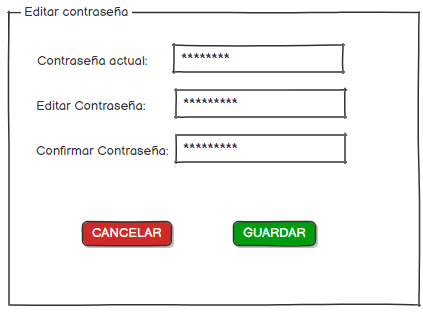 Editar contraseña
Contraseña actual: ********
Editar Contraseña: *********
Confirmar Contraseña: *********
CANCELAR GUARDAR